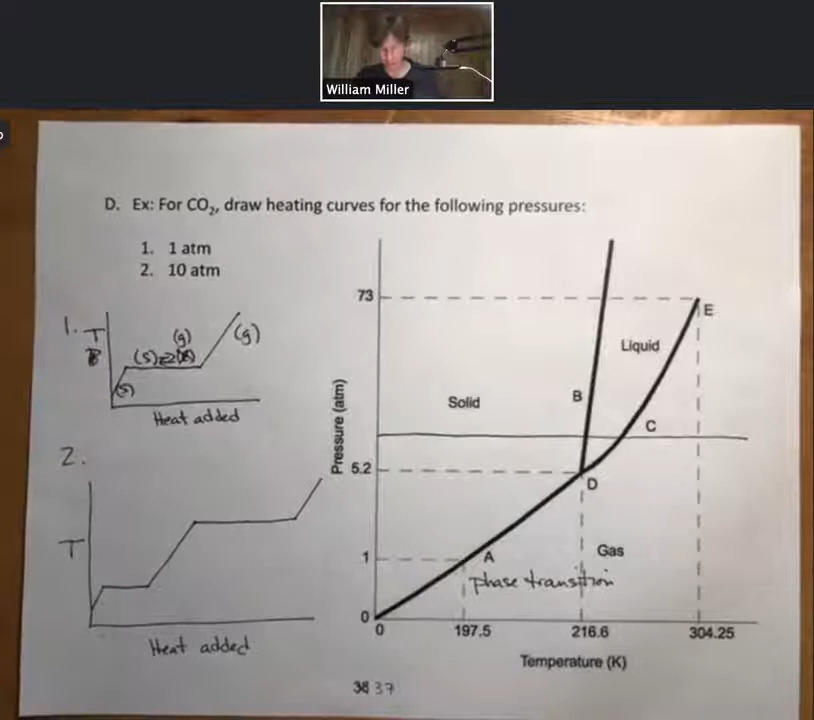 William Miller
D. Ex: For CO₂, draw heating curves for the following pressures:
1. 1 atm
2. 10 atm
1. T
(s)
(s)⇌
(g)
(g)
Heat added
2.
T
Heat added
Pressure (atm)
73
5.2
1
0
Solid
Liquid
Gas
A
B
C
D
E
phase transition
0 197.5 216.6 304.25
Temperature (K)
38 37